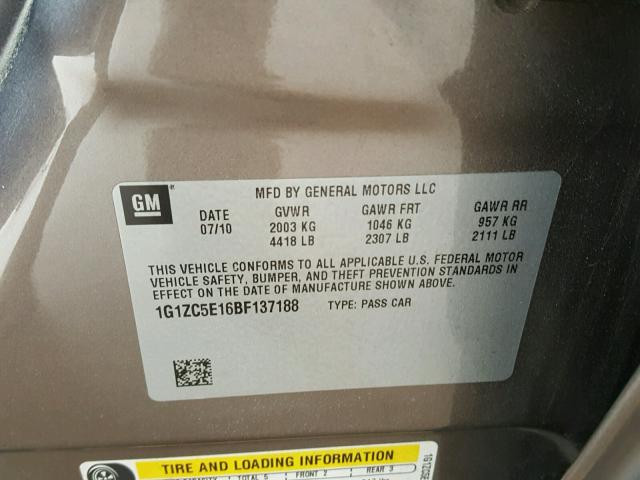 GM
MFD BY GENERAL MOTORS LLC
DATE GVWR GAWR FRT GAWR RR
07/10 2003 KG 1046 KG 957 KG
4418 LB 2307 LB 2111 LB
THIS VEHICLE CONFORMS TO ALL APPLICABLE U.S. FEDERAL MOTOR
VEHICLE SAFETY, BUMPER, AND THEFT PREVENTION STANDARDS IN
EFFECT ON THE DATE OF MANUFACTURE SHOWN ABOVE.
1G1ZC5E16BF137188 TYPE: PASS CAR
TIRE AND LOADING INFORMATION
TOTAL 5 FRONT 2 REAR 3